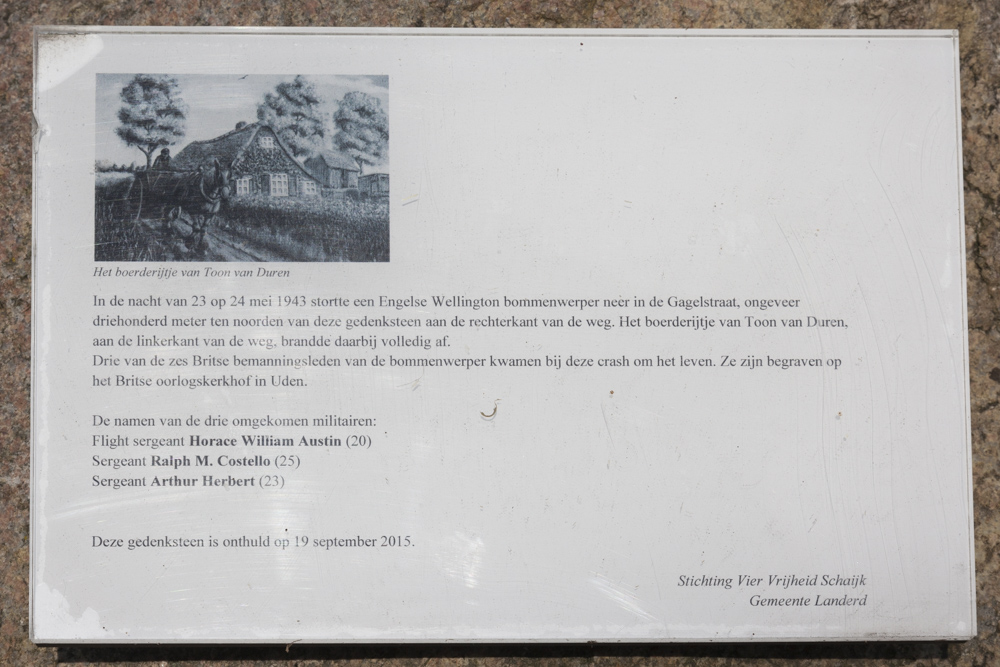 Het boerderijtje van Toon van Duren
In de nacht van 23 op 24 mei 1943 stortte een Engelse Wellington bommenwerper neer in de Gagelstraat, ongeveer
driehonderd meter ten noorden van deze gedenksteen aan de rechterkant van de weg. Het boerderijtje van Toon van Duren,
aan de linkerkant van de weg, brandde daarbij volledig af.
Drie van de zes Britse bemanningsleden van de bommenwerper kwamen bij deze crash om het leven. Ze zijn begraven op
het Britse oorlogskerkhof in Uden.
De namen van de drie omgekomen militairen:
Flight sergeant Horace William Austin (20)
Sergeant Ralph M. Costello (25)
Sergeant Arthur Herbert (23)
Deze gedenksteen is onthuld op 19 september 2015.
Stichting Vier Vrijheid Schaijk
Gemeente Landerd